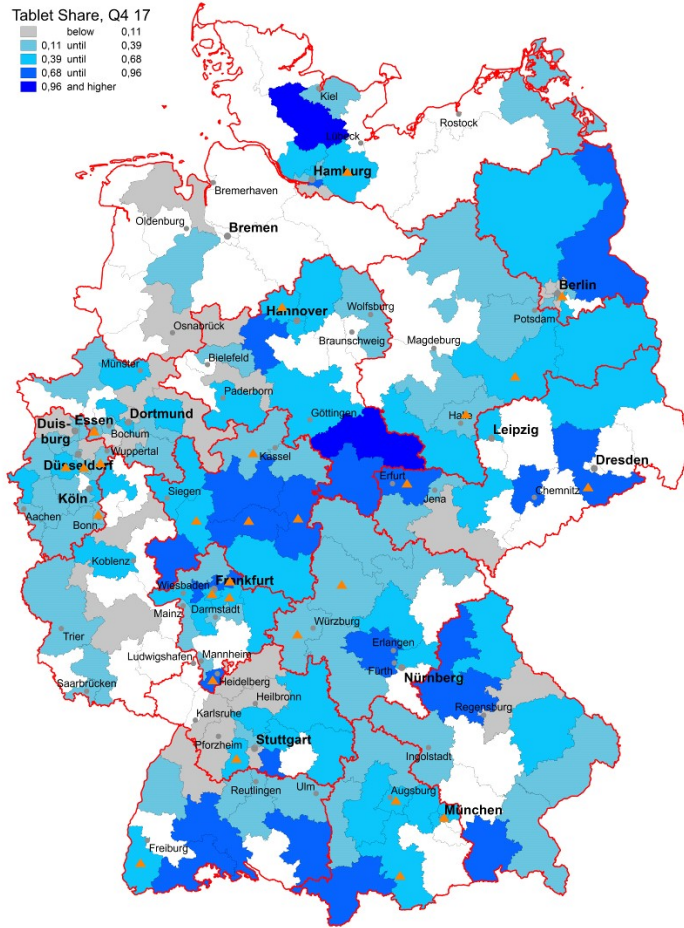 Tablet Share, Q4 17
below 0,11
0,11 until 0,39
0,39 until 0,68
0,68 until 0,96
0,96 and higher
Kiel
Rostock
Lübeck
Hamburg
Bremerhaven
Oldenburg
Bremen
Berlin
Hannover
Wolfsburg
Potsdam
Osnabrück
Braunschweig
Magdeburg
Bielefeld
Münster
Paderborn
Göttingen
Halle
Duis-
burg
Essen
Dortmund
Bochum
Leipzig
Wuppertal
Kassel
Düsseldorf
Dresden
Erfurt
Köln
Siegen
Jena
Chemnitz
Aachen
Bonn
Koblenz
Wiesbaden
Frankfurt
Mainz
Darmstadt
Würzburg
Trier
Erlangen
Ludwigshafen
Mannheim
Fürth
Nürnberg
Saarbrücken
Heidelberg
Heilbronn
Regensburg
Karlsruhe
Pforzheim
Stuttgart
Ingolstadt
Reutlingen
Ulm
Augsburg
München
Freiburg